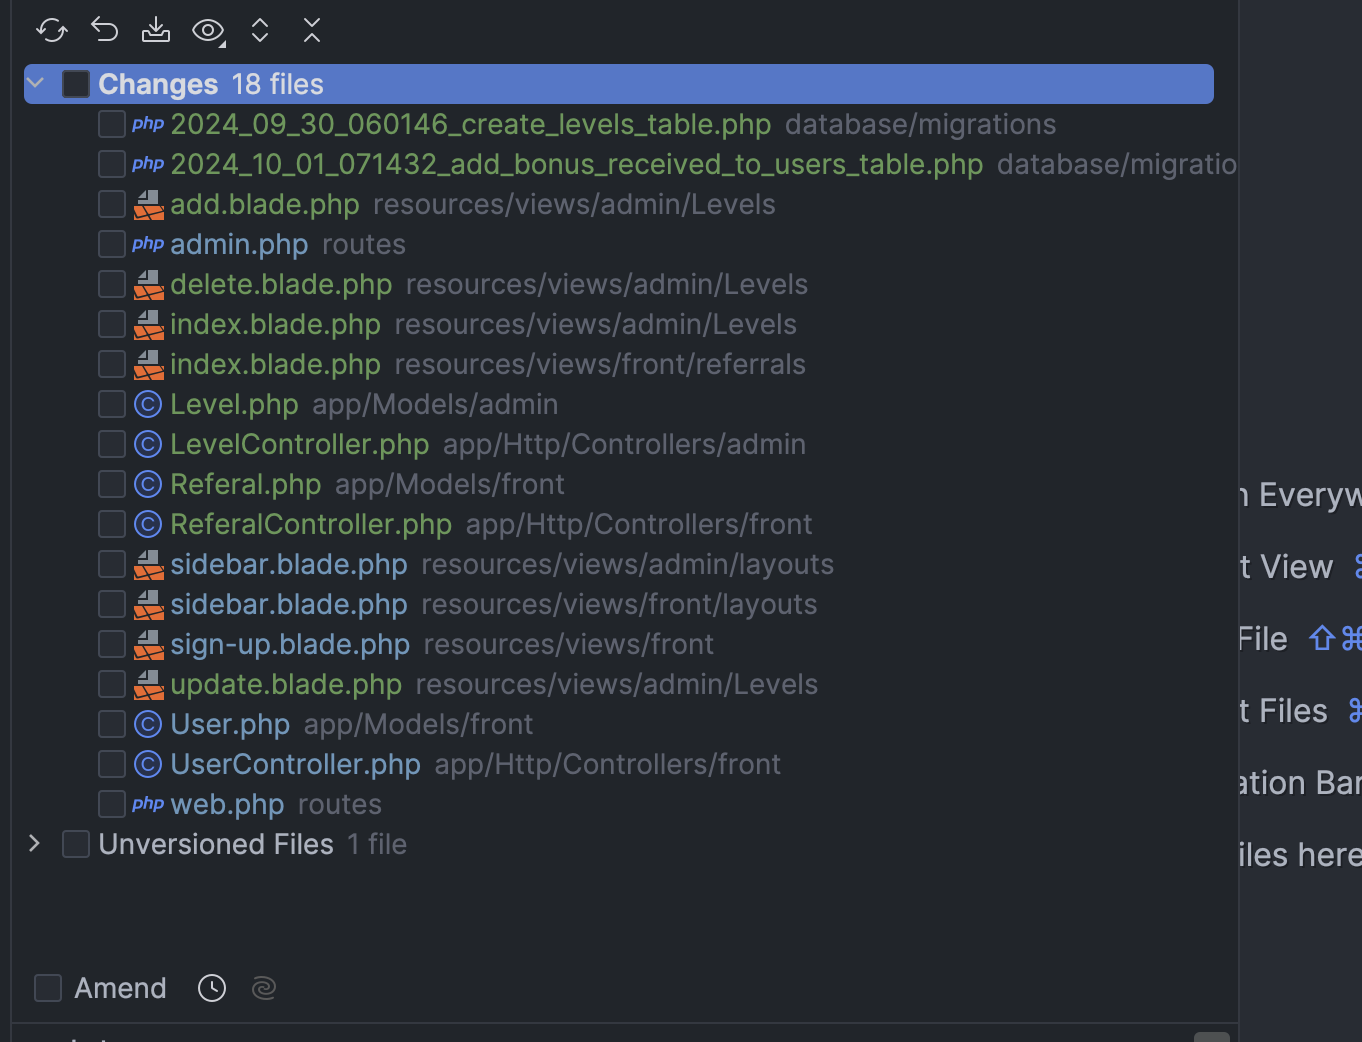 Changes 18 files
php 2024_09_30_060146_create_levels_table.php database/migrations
php 2024_10_01_071432_add_bonus_received_to_users_table.php database/migratio
add.blade.php resources/views/admin/Levels
php admin.php routes
delete.blade.php resources/views/admin/Levels
index.blade.php resources/views/admin/Levels
index.blade.php resources/views/front/referrals
C Level.php app/Models/admin
C LevelController.php app/Http/Controllers/admin
C Referal.php app/Models/front
n Everyw
C ReferalController.php app/Http/Controllers/front
sidebar.blade.php resources/views/admin/layouts
t View ⌘
sidebar.blade.php resources/views/front/layouts
sign-up.blade.php resources/views/front
File ⇧⌘
update.blade.php resources/views/admin/Levels
C User.php app/Models/front
t Files ⌘
C UserController.php app/Http/Controllers/front
ation Bar
php web.php routes
Unversioned Files 1 file
iles here
Amend